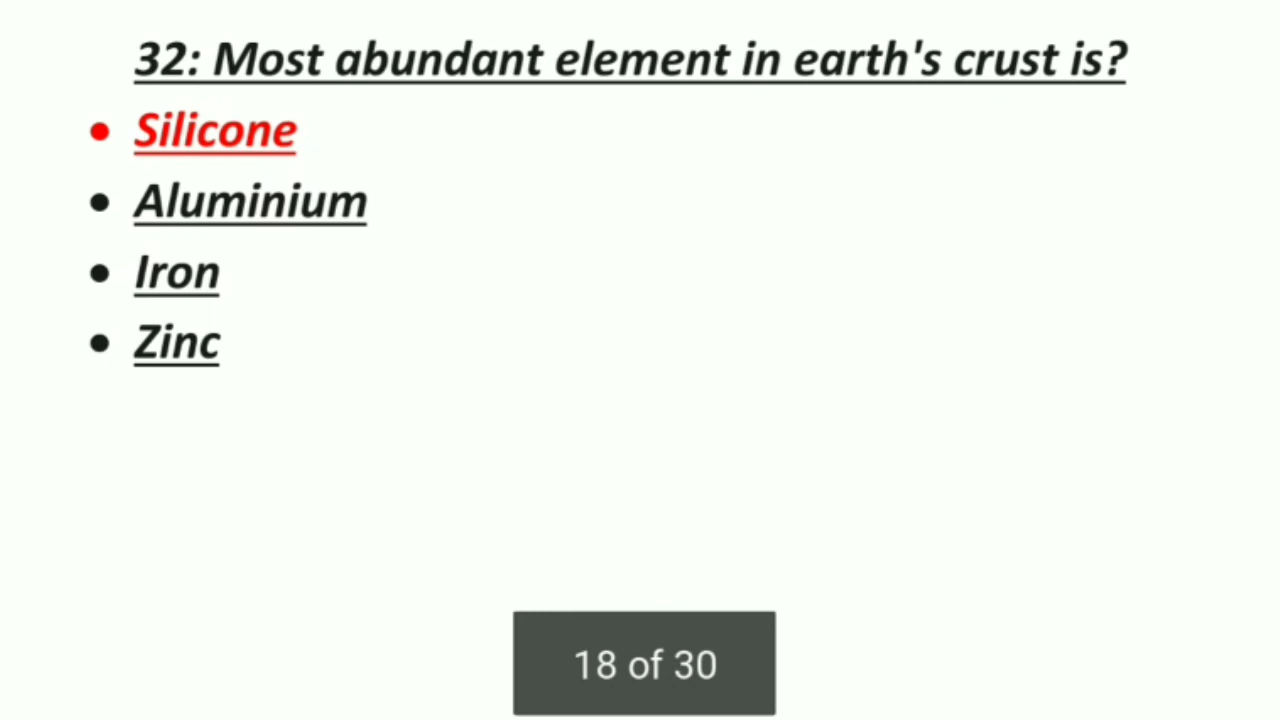 32: Most abundant element in earth's crust is?
• Silicone
• Aluminium
• Iron
• Zinc
18 of 30